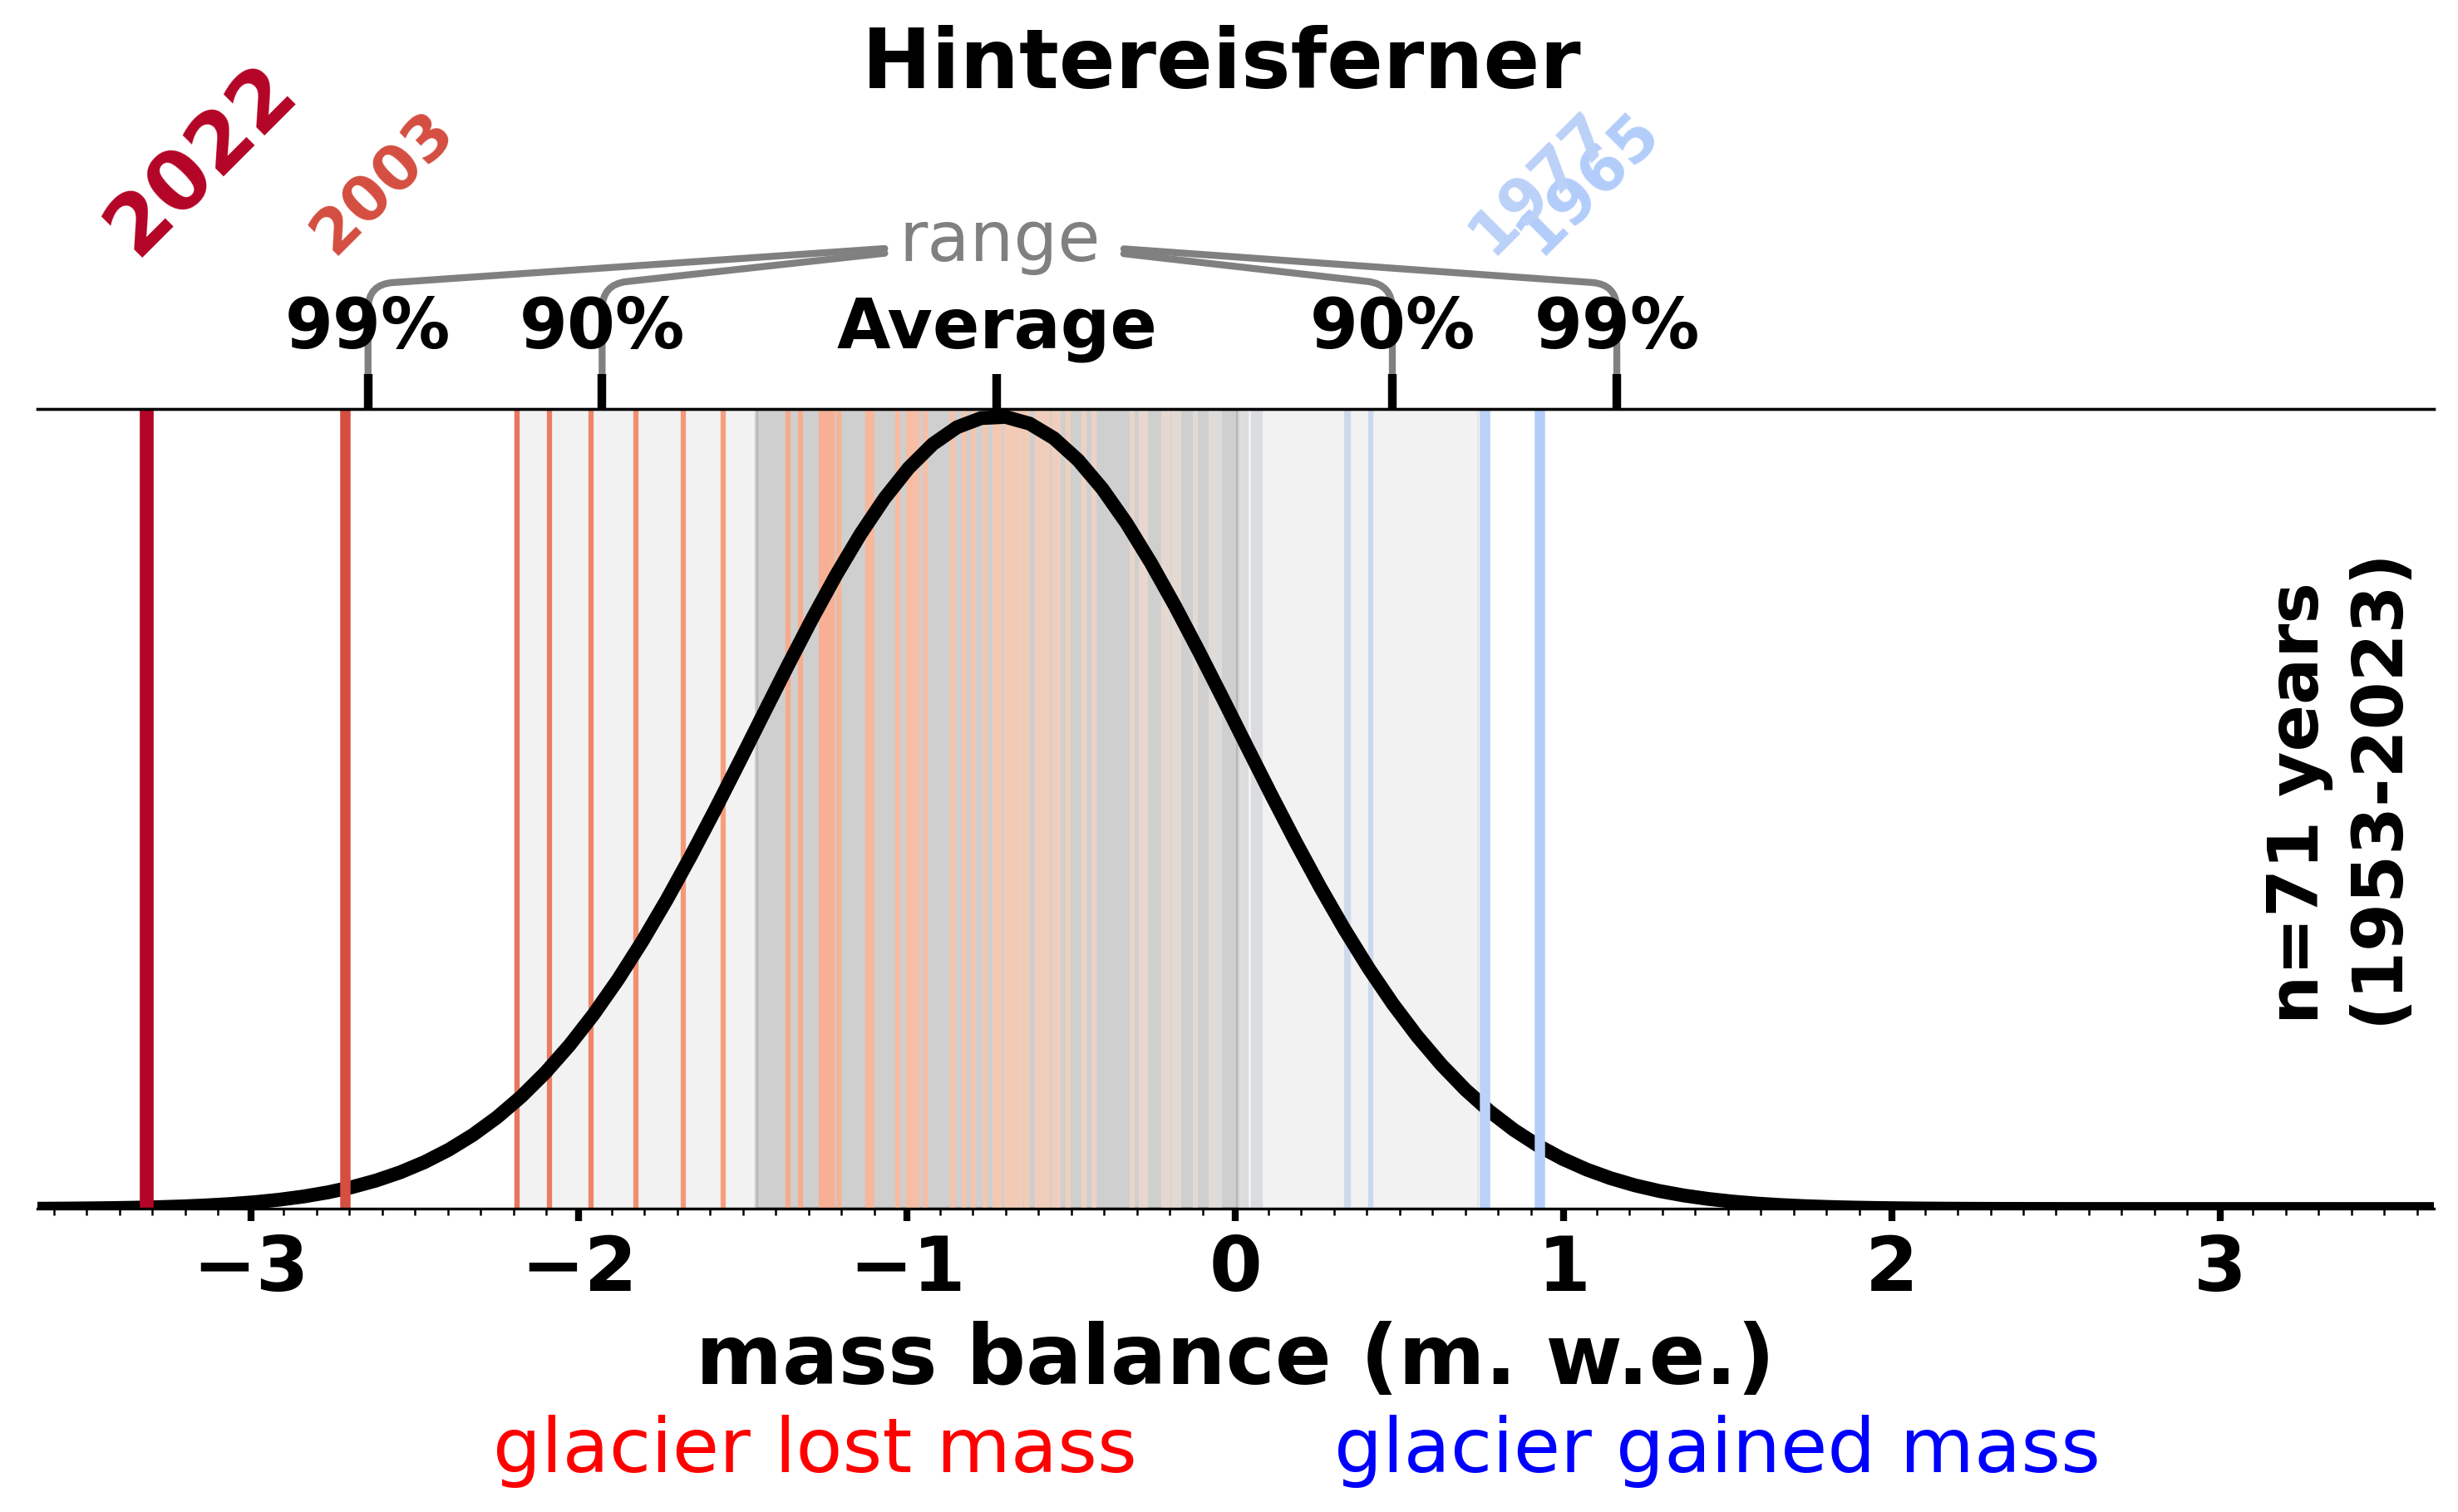 Hintereisferner
2022
2003
1977
1965
range
99% 90% Average 90% 99%
n=71 years
(1953-2023)
−3 −2 −1 0 1 2 3
mass balance (m. w.e.)
glacier lost mass glacier gained mass